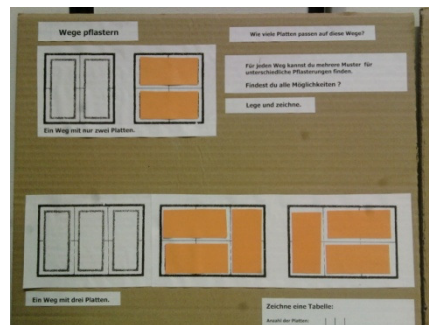 Wege pflastern
Wie viele Platten passen auf diese Wege?
Für jeden Weg kannst du mehrere Muster für
unterschiedliche Pflasterungen finden.
Findest du alle Möglichkeiten ?
Lege und zeichne.
Ein Weg mit nur zwei Platten.
Ein Weg mit drei Platten.
Zeichne eine Tabelle:
Anzahl der Platten: